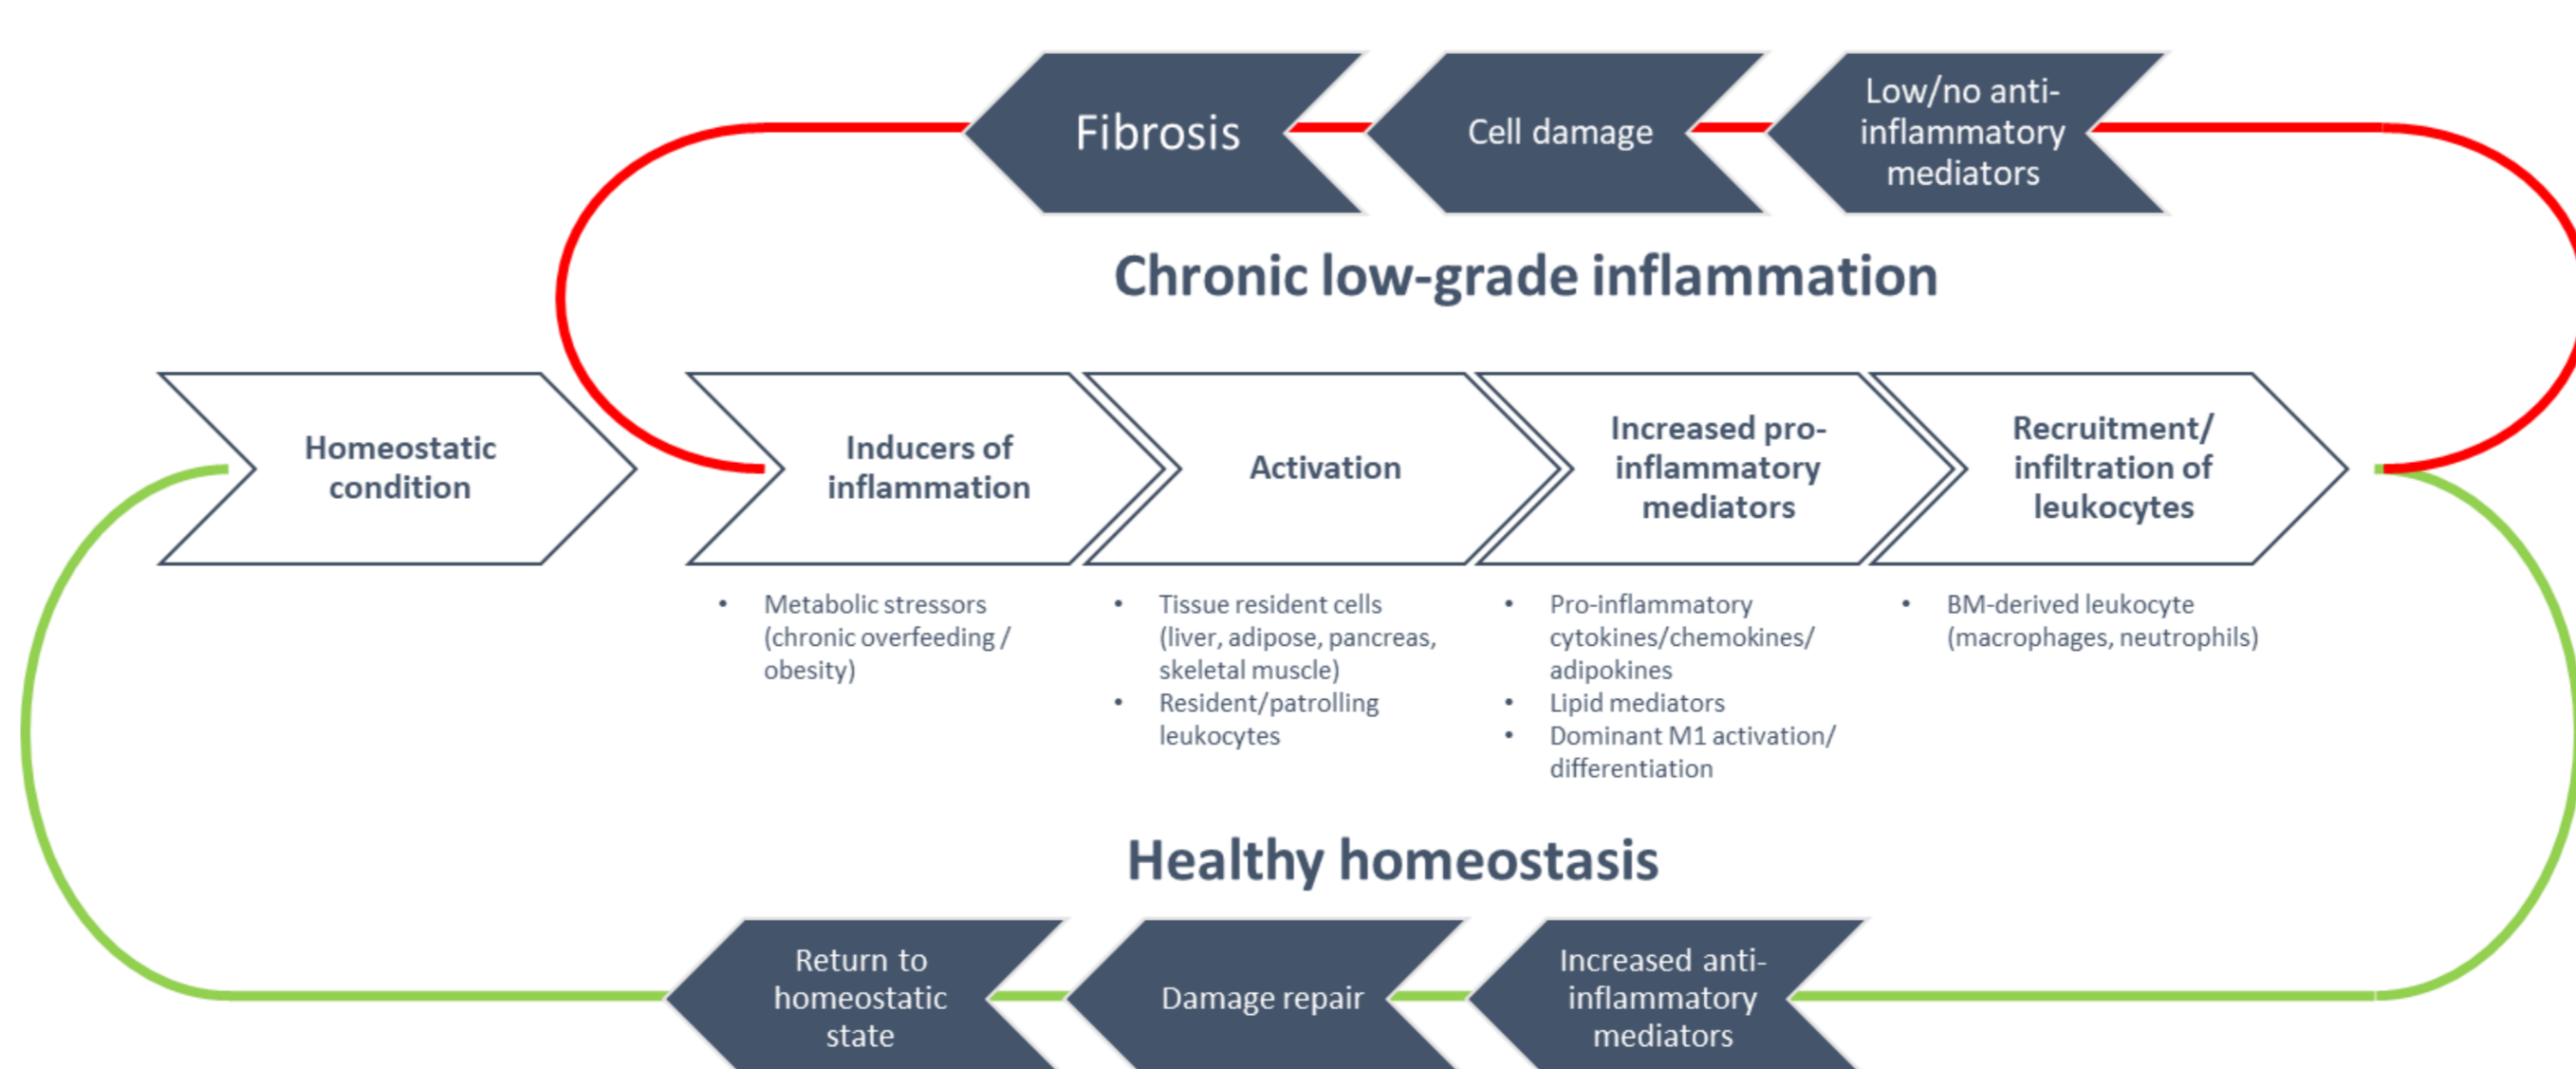 Fibrosis
Cell damage
Low/no anti-
inflammatory
mediators
Chronic low-grade inflammation
Homeostatic
condition
Inducers of
inflammation
Activation
Increased pro-
inflammatory
mediators
Recruitment/
infiltration of
leukocytes
• Metabolic stressors
(chronic overfeeding /
obesity)
• Tissue resident cells
(liver, adipose, pancreas,
skeletal muscle)
• Resident/patrolling
leukocytes
• Pro-inflammatory
cytokines/chemokines/
adipokines
• Lipid mediators
• Dominant M1 activation/
differentiation
• BM-derived leukocyte
(macrophages, neutrophils)
Healthy homeostasis
Return to
homeostatic
state
Damage repair
Increased anti-
inflammatory
mediators